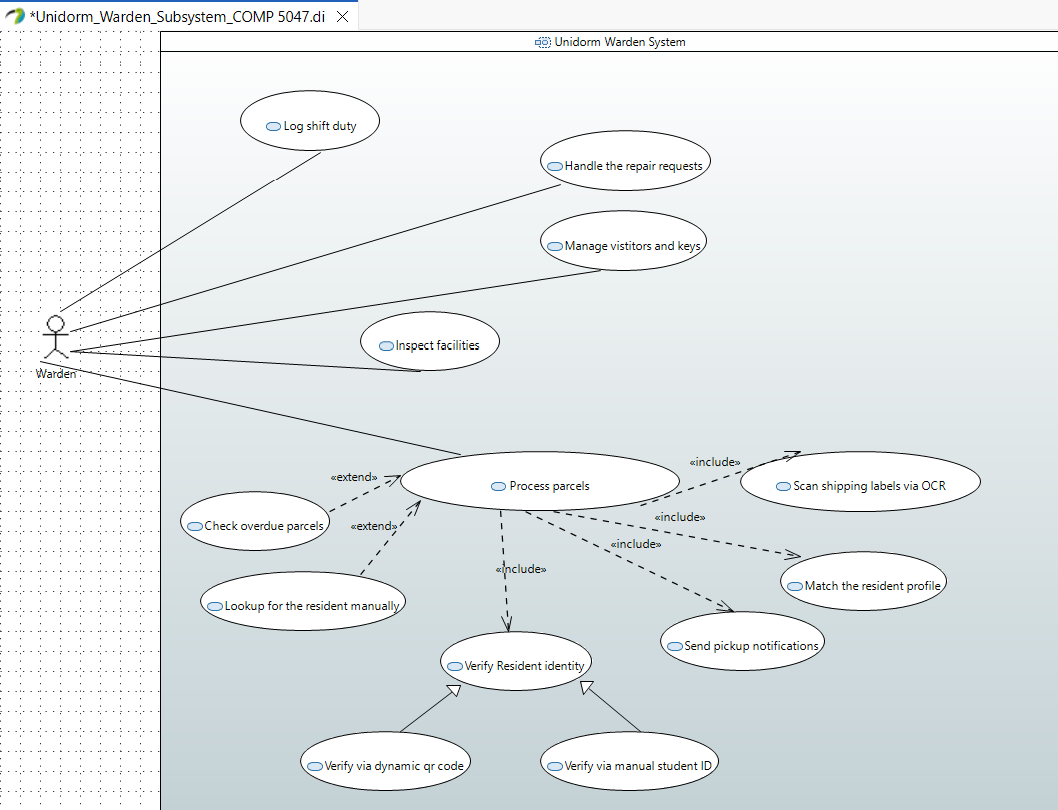 *Unidorm_Warden_Subsystem_COMP 5047.di
Unidorm Warden System
Log shift duty
Handle the repair requests
Manage vistitors and keys
Inspect facilities
Warden
«include»
«extend»
Process parcels
Scan shipping labels via OCR
«include»
Check overdue parcels
«extend»
«include»
«include»
Match the resident profile
Lookup for the resident manually
Send pickup notifications
Verify Resident identity
Verify via dynamic qr code
Verify via manual student ID